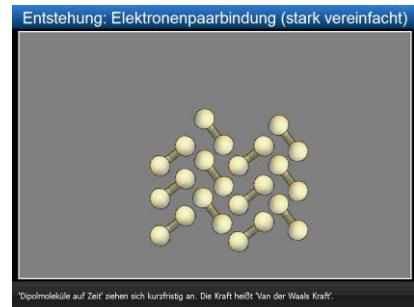 Entstehung: Elektronenpaarbindung (stark vereinfacht)
'Dipolmoleküle auf Zeit' ziehen sich kurzfristig an. Die Kraft heißt 'Van der Waals Kraft'.